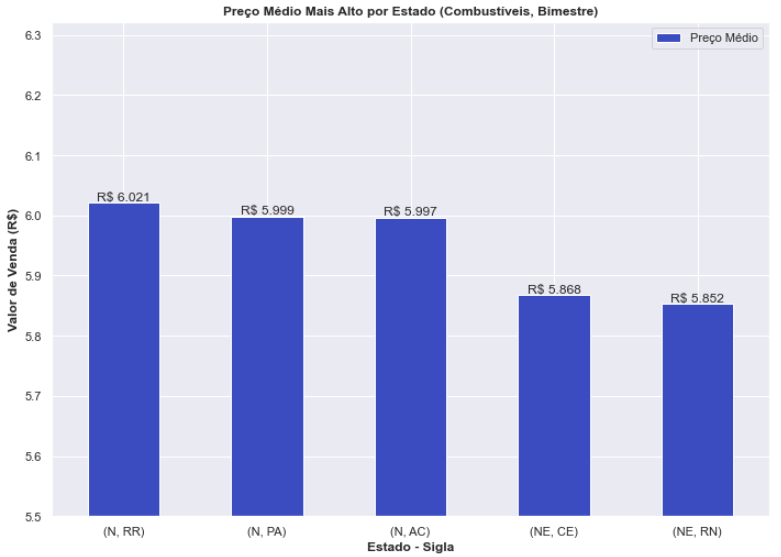 Preço Médio Mais Alto por Estado (Combustíveis, Bimestre)
Preço Médio
6.3
6.2
6.1
6.0
5.9
5.8
5.7
5.6
5.5
Valor de Venda (R$)
R$ 6.021
R$ 5.999
R$ 5.997
R$ 5.868
R$ 5.852
(N, RR)
(N, PA)
(N, AC)
(NE, CE)
(NE, RN)
Estado - Sigla